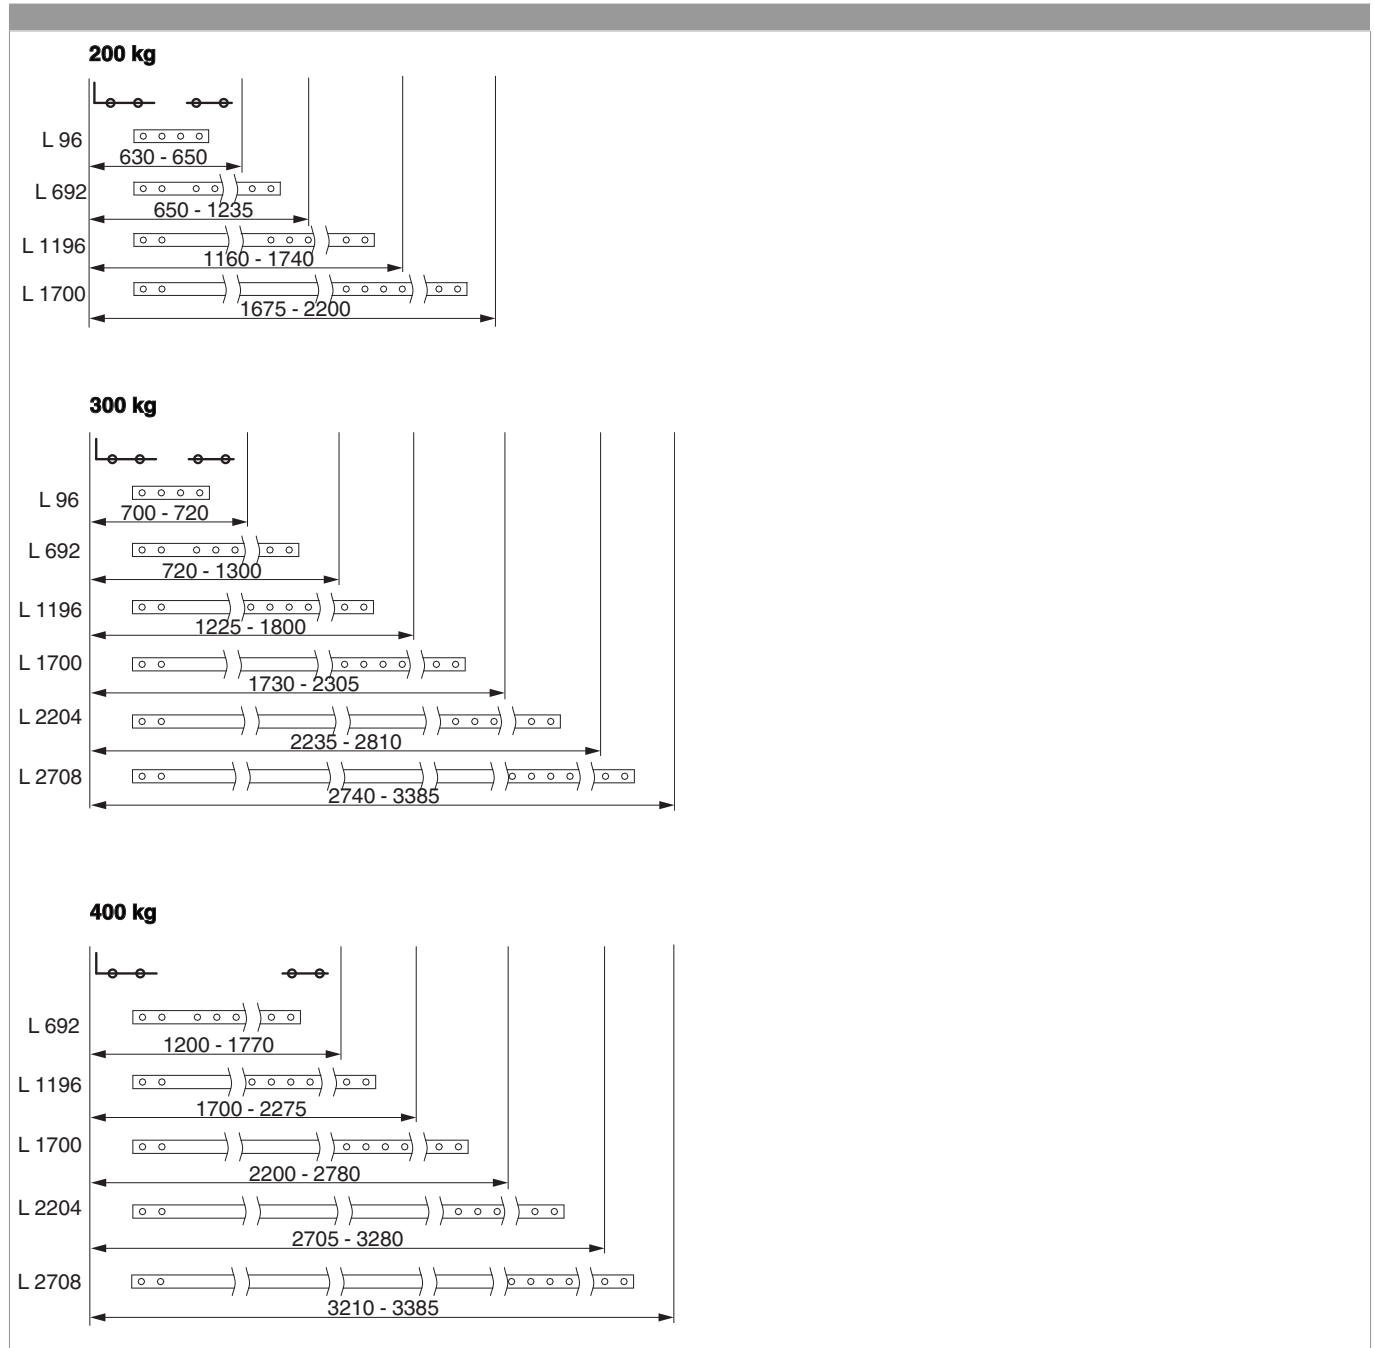 200 kg
L 96
630 - 650
L 692
650 - 1235
L 1196
1160 - 1740
L 1700
1675 - 2200
300 kg
L 96
700 - 720
L 692
720 - 1300
L 1196
1225 - 1800
L 1700
1730 - 2305
L 2204
2235 - 2810
L 2708
2740 - 3385
400 kg
L 692
1200 - 1770
L 1196
1700 - 2275
L 1700
2200 - 2780
L 2204
2705 - 3280
L 2708
3210 - 3385